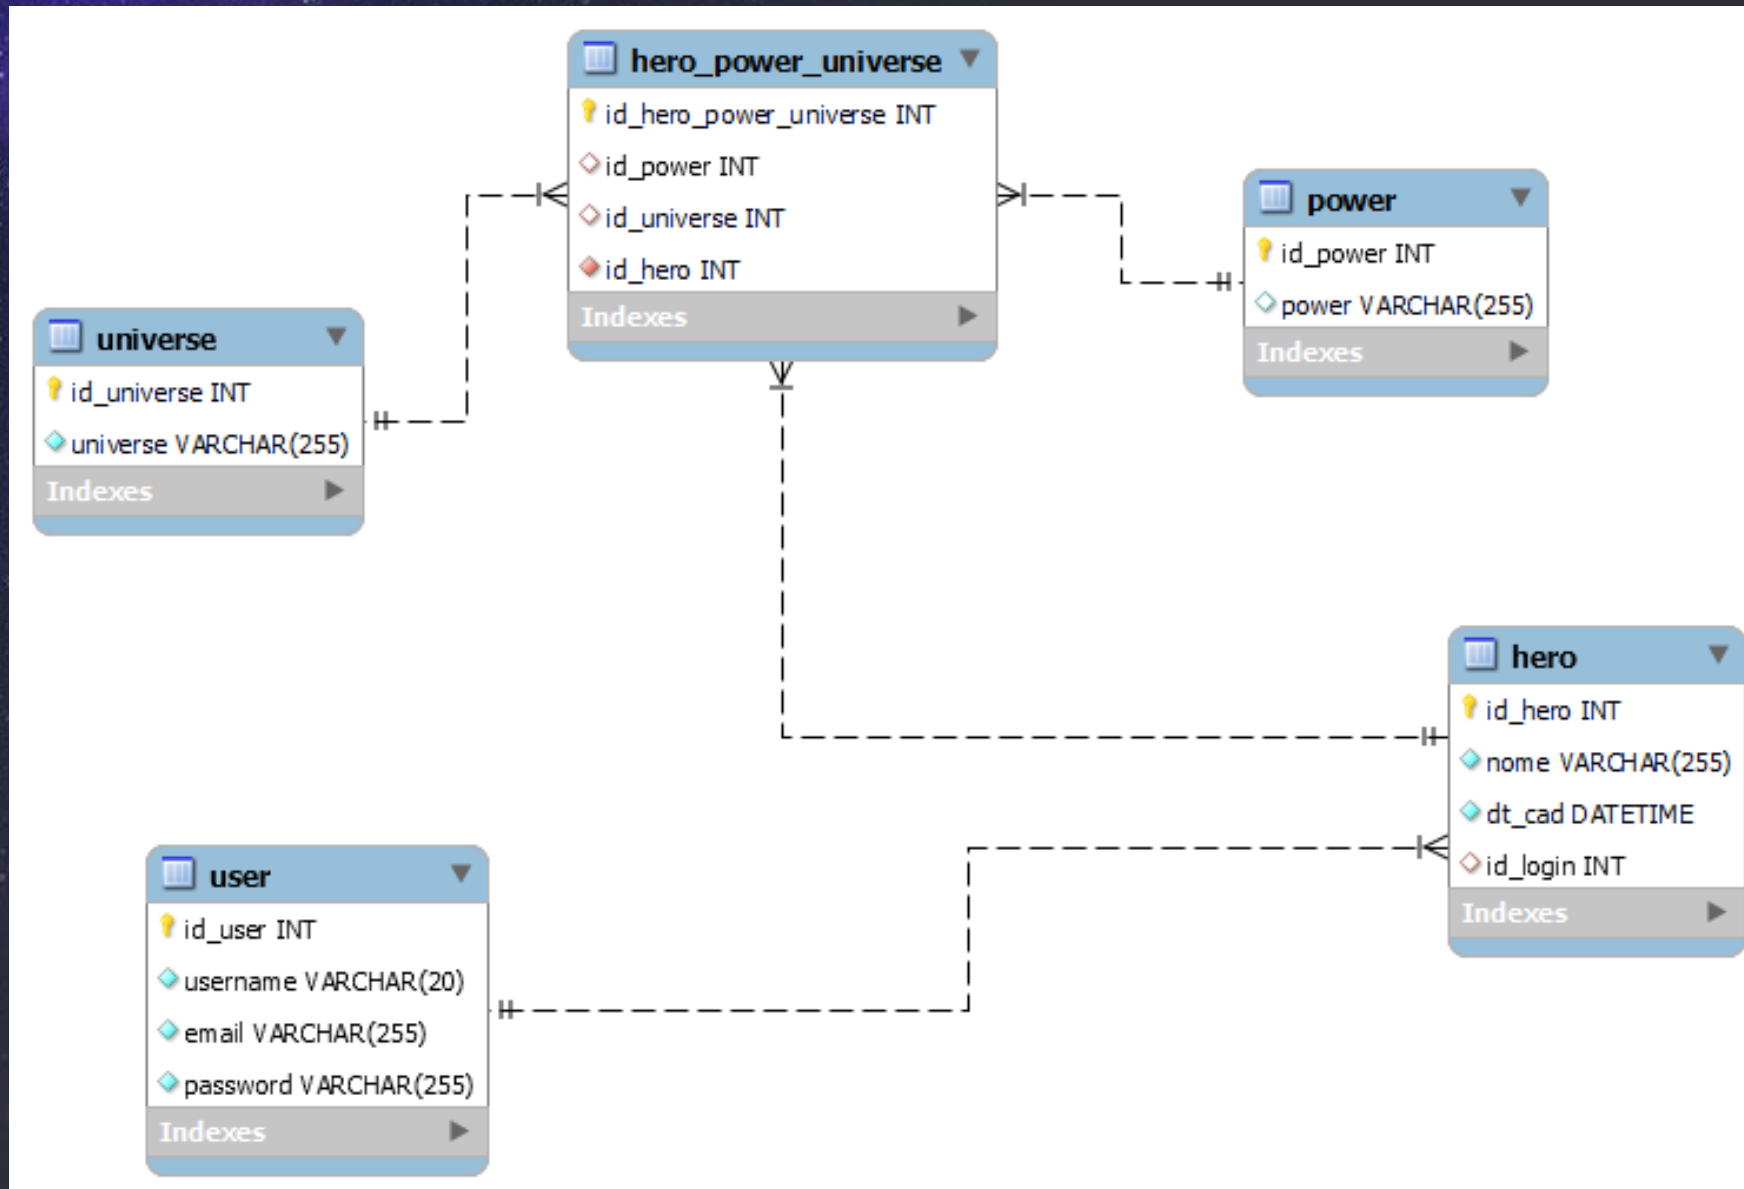 hero_power_universe
id_hero_power_universe INT
id_power INT
id_universe INT
id_hero INT
Indexes
power
id_power INT
power VARCHAR(255)
Indexes
universe
id_universe INT
universe VARCHAR(255)
Indexes
hero
id_hero INT
nome VARCHAR(255)
dt_cad DATETIME
id_login INT
Indexes
user
id_user INT
username VARCHAR(20)
email VARCHAR(255)
password VARCHAR(255)
Indexes